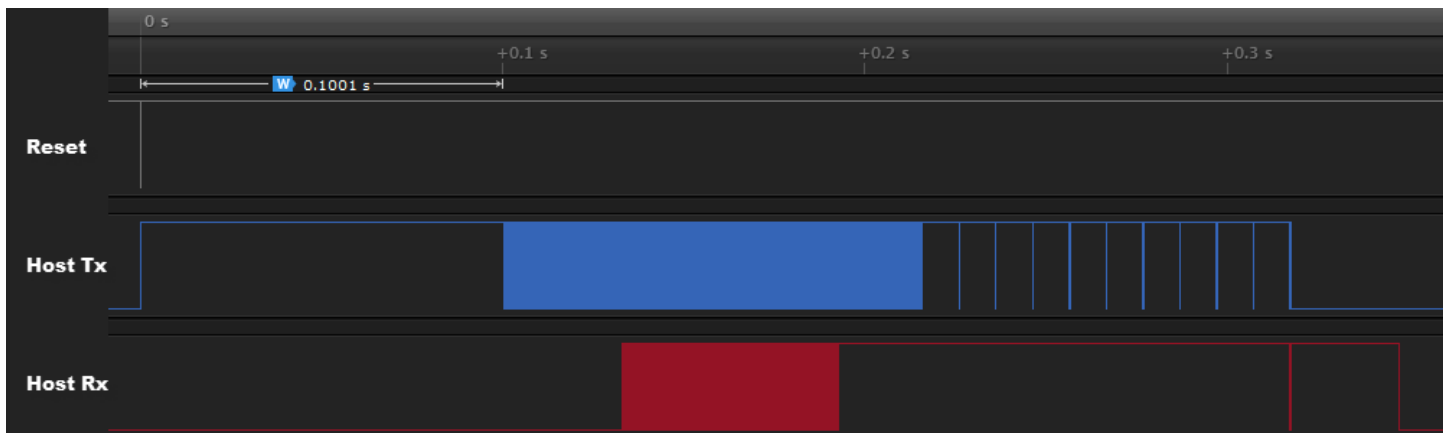 0 s
+0.1 s +0.2 s +0.3 s
W 0.1001 s
Reset
Host Tx
Host Rx